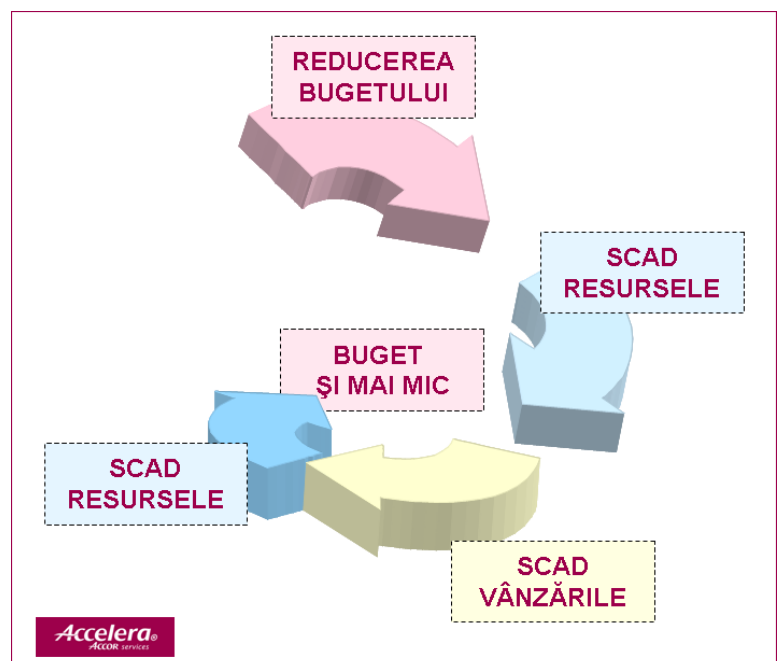 REDUCEREA
BUGETULUI
SCAD
RESURSELE
BUGET
ŞI MAI MIC
SCAD
RESURSELE
SCAD
VÂNZĂRILE
Accelera®
ACCOR services